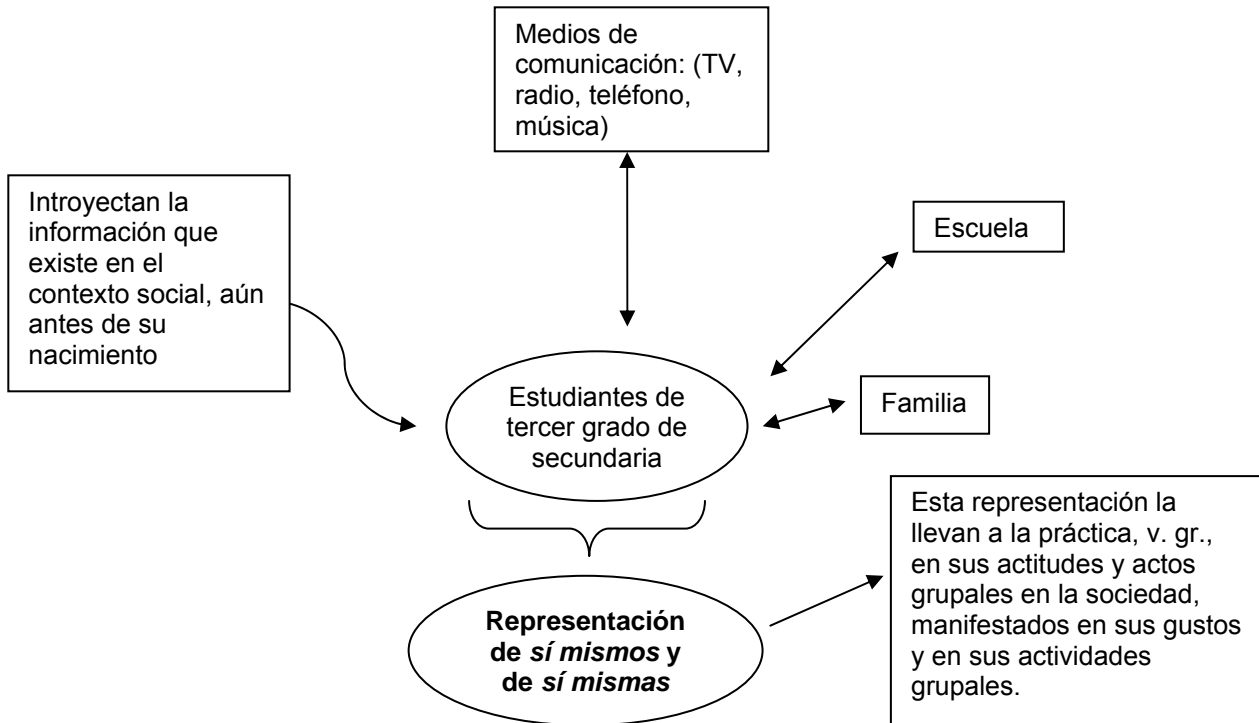 Medios de
comunicación: (TV,
radio, teléfono,
música)
Introyectan la
información que
existe en el
contexto social, aún
antes de su
nacimiento
Escuela
Familia
Estudiantes de
tercer grado de
secundaria
Esta representación la
llevan a la práctica, v. gr.,
en sus actitudes y actos
grupales en la sociedad,
manifestados en sus gustos
y en sus actividades
grupales.
Representación
de sí mismos y
de sí mismas